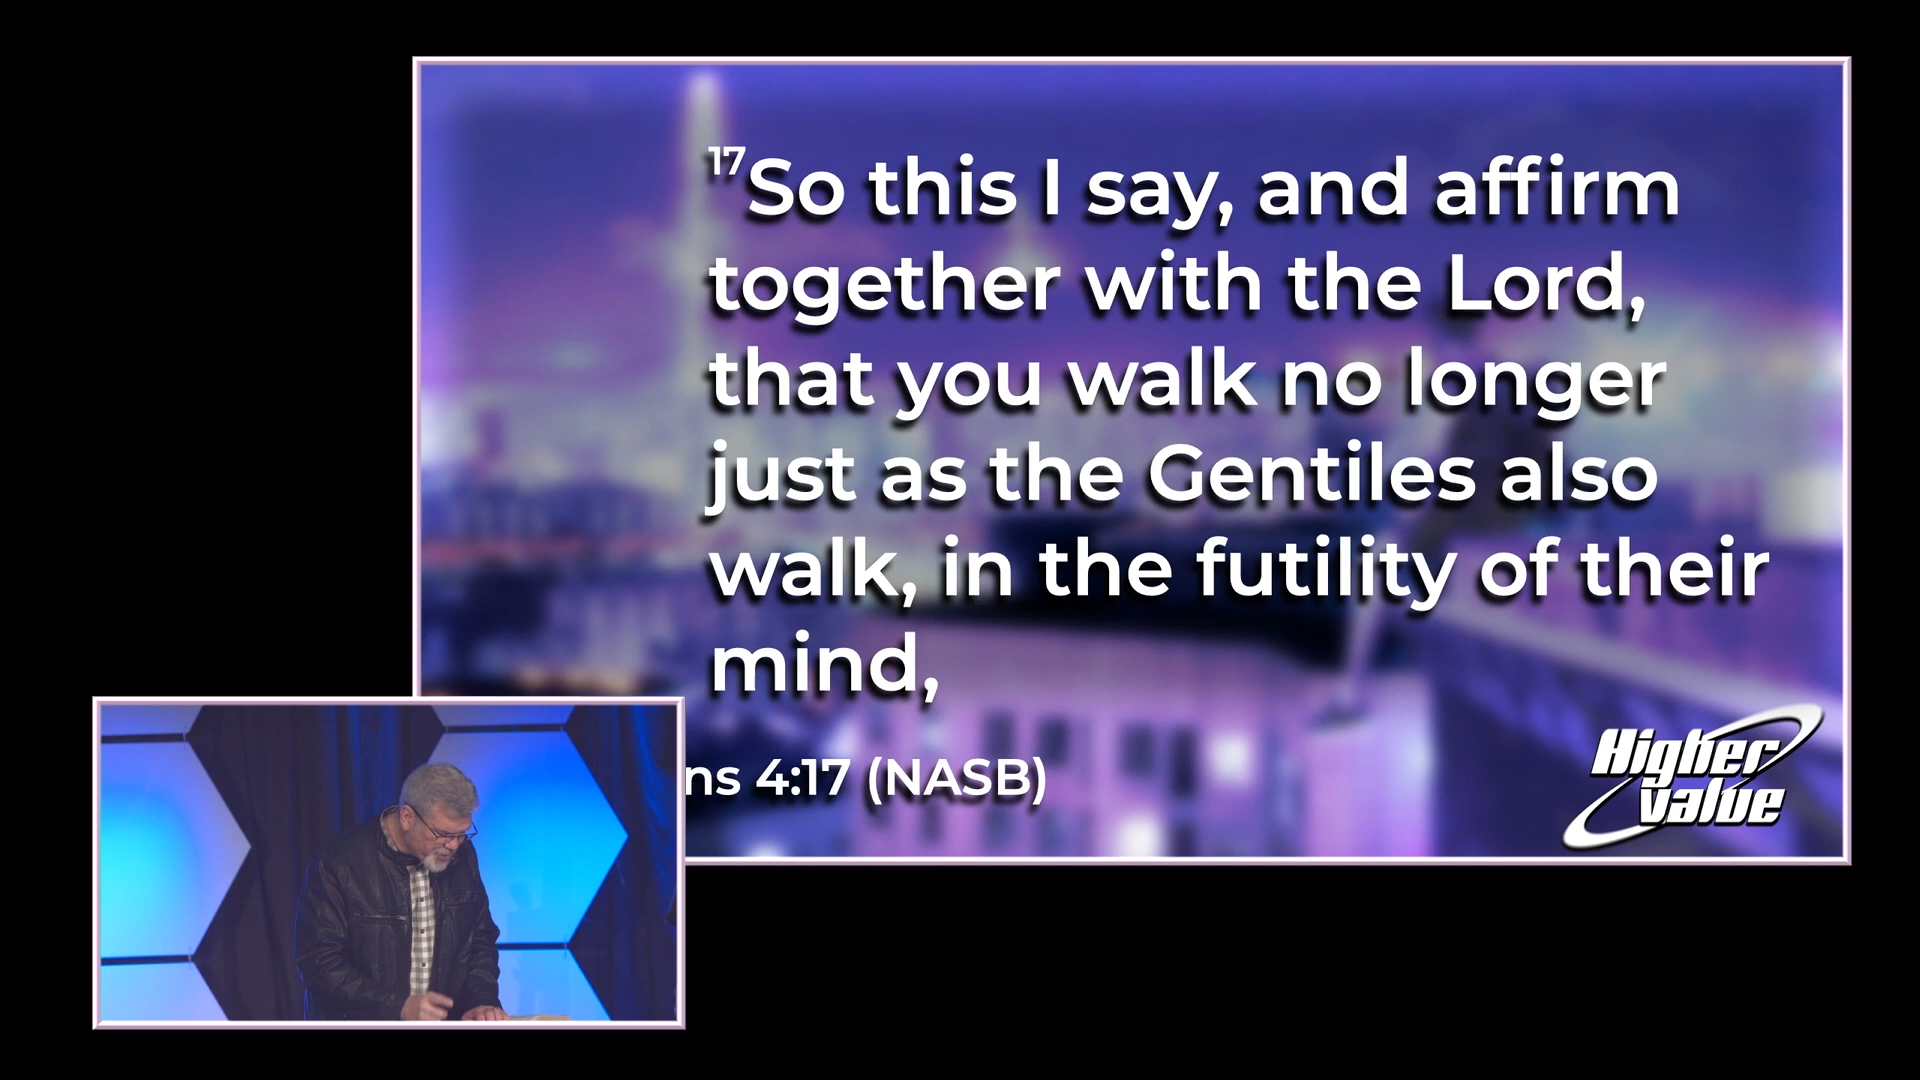 17So this I say, and affirm
together with the Lord,
that you walk no longer
just as the Gentiles also
walk, in the futility of their
mind,
ns 4:17 (NASB)
Higher
value